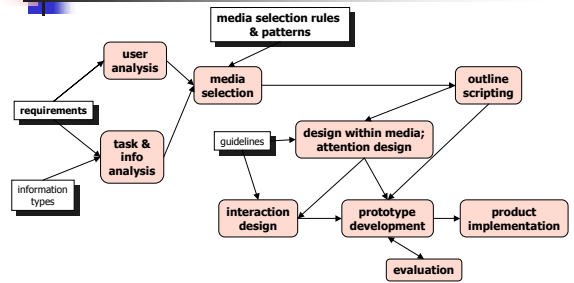 media selection rules
& patterns
user
analysis
media
selection
outline
scripting
requirements
task &
info
analysis
guidelines
design within media;
attention design
information
types
interaction
design
prototype
development
product
implementation
evaluation